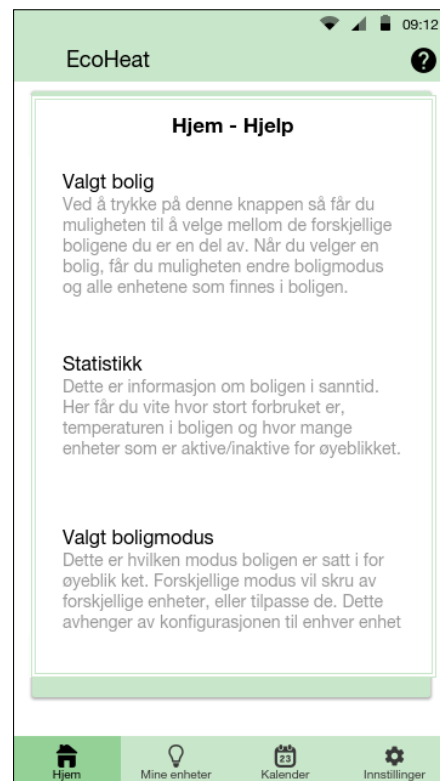 09:12
EcoHeat
Hjem - Hjelp
Valgt bolig
Ved å trykke på denne knappen så får du
muligheten til å velge mellom de forskjellige
boligene du er en del av. Når du velger en
bolig, får du muligheten endre boligmodus
og alle enhetene som finnes i boligen.
Statistikk
Dette er informasjon om boligen i sanntid.
Her får du vite hvor stort forbruket er,
temperaturen i boligen og hvor mange
enheter som er aktive/inaktive for øyeblikket.
Valgt boligmodus
Dette er hvilken modus boligen er satt i for
øyeblik ket. Forskjellige modus vil skru av
forskjellige enheter, eller tilpasse de. Dette
avhenger av konfigurasjonen til enhver enhet
23
Hjem Mine enheter Kalender Innstillinger